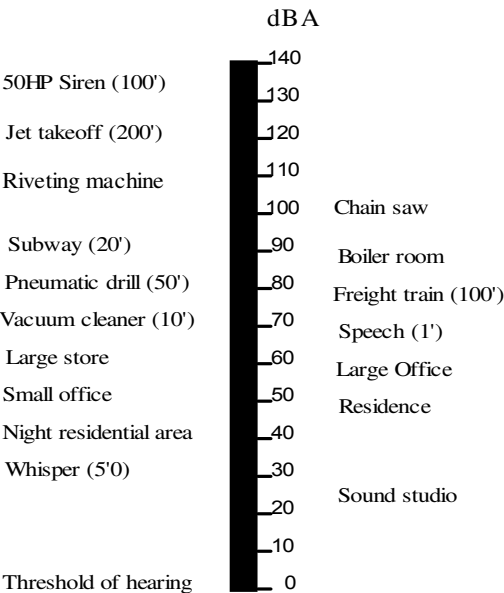 dBA
140
50HP Siren (100')
130
Jet takeoff (200')
120
110
Riveting machine
100
Chain saw
Subway (20')
90
Boiler room
Pneumatic drill (50')
80
Freight train (100')
Vacuum cleaner (10')
70
Speech (1')
Large store
60
Large Office
Small office
50
Residence
Night residential area
40
Whisper (5'0)
30
Sound studio
20
10
Threshold of hearing
0